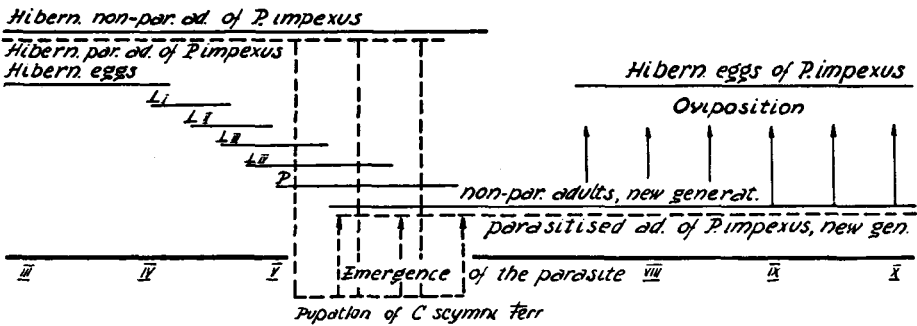 Hibern. non-par. ad. of P. impexus
Hibern. par. ad. of P. impexus
Hibern. eggs
Hibern. eggs of P. impexus
L I
L II
Oviposition
L III
L IV
P
non-par. adults, new generat.
parasitised ad. of P. impexus, new gen.
Emergence of the parasite
III IV V VIII IX X
Pupation of C scymni Ferr